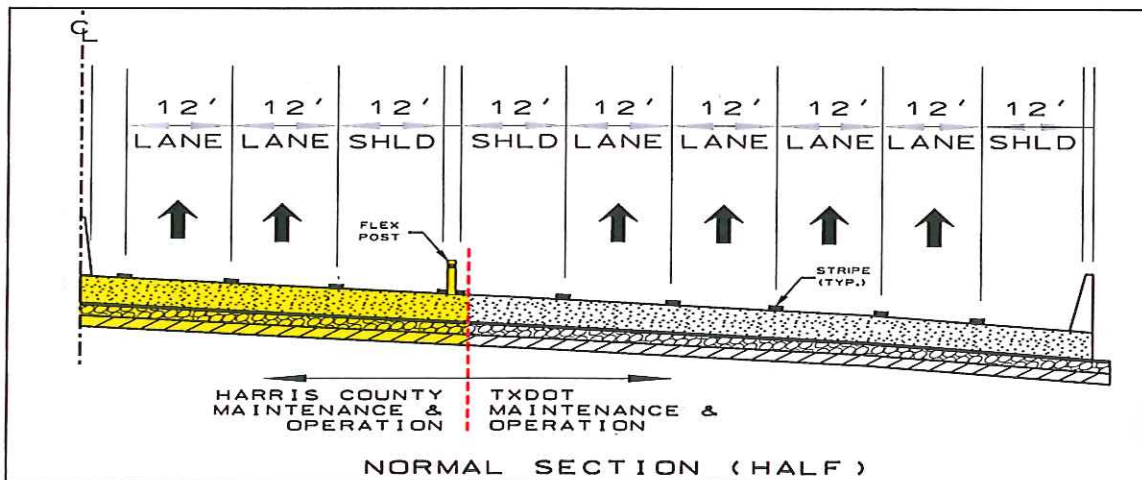 CL
12' 12' 12' 12' 12' 12' 12' 12' 12'
LANE LANE SHLD SHLD LANE LANE LANE LANE SHLD
FLEX
POST
STRIPE
(TYP.)
HARRIS COUNTY
MAINTENANCE &
OPERATION
TXDOT
MAINTENANCE &
OPERATION
NORMAL SECTION (HALF)